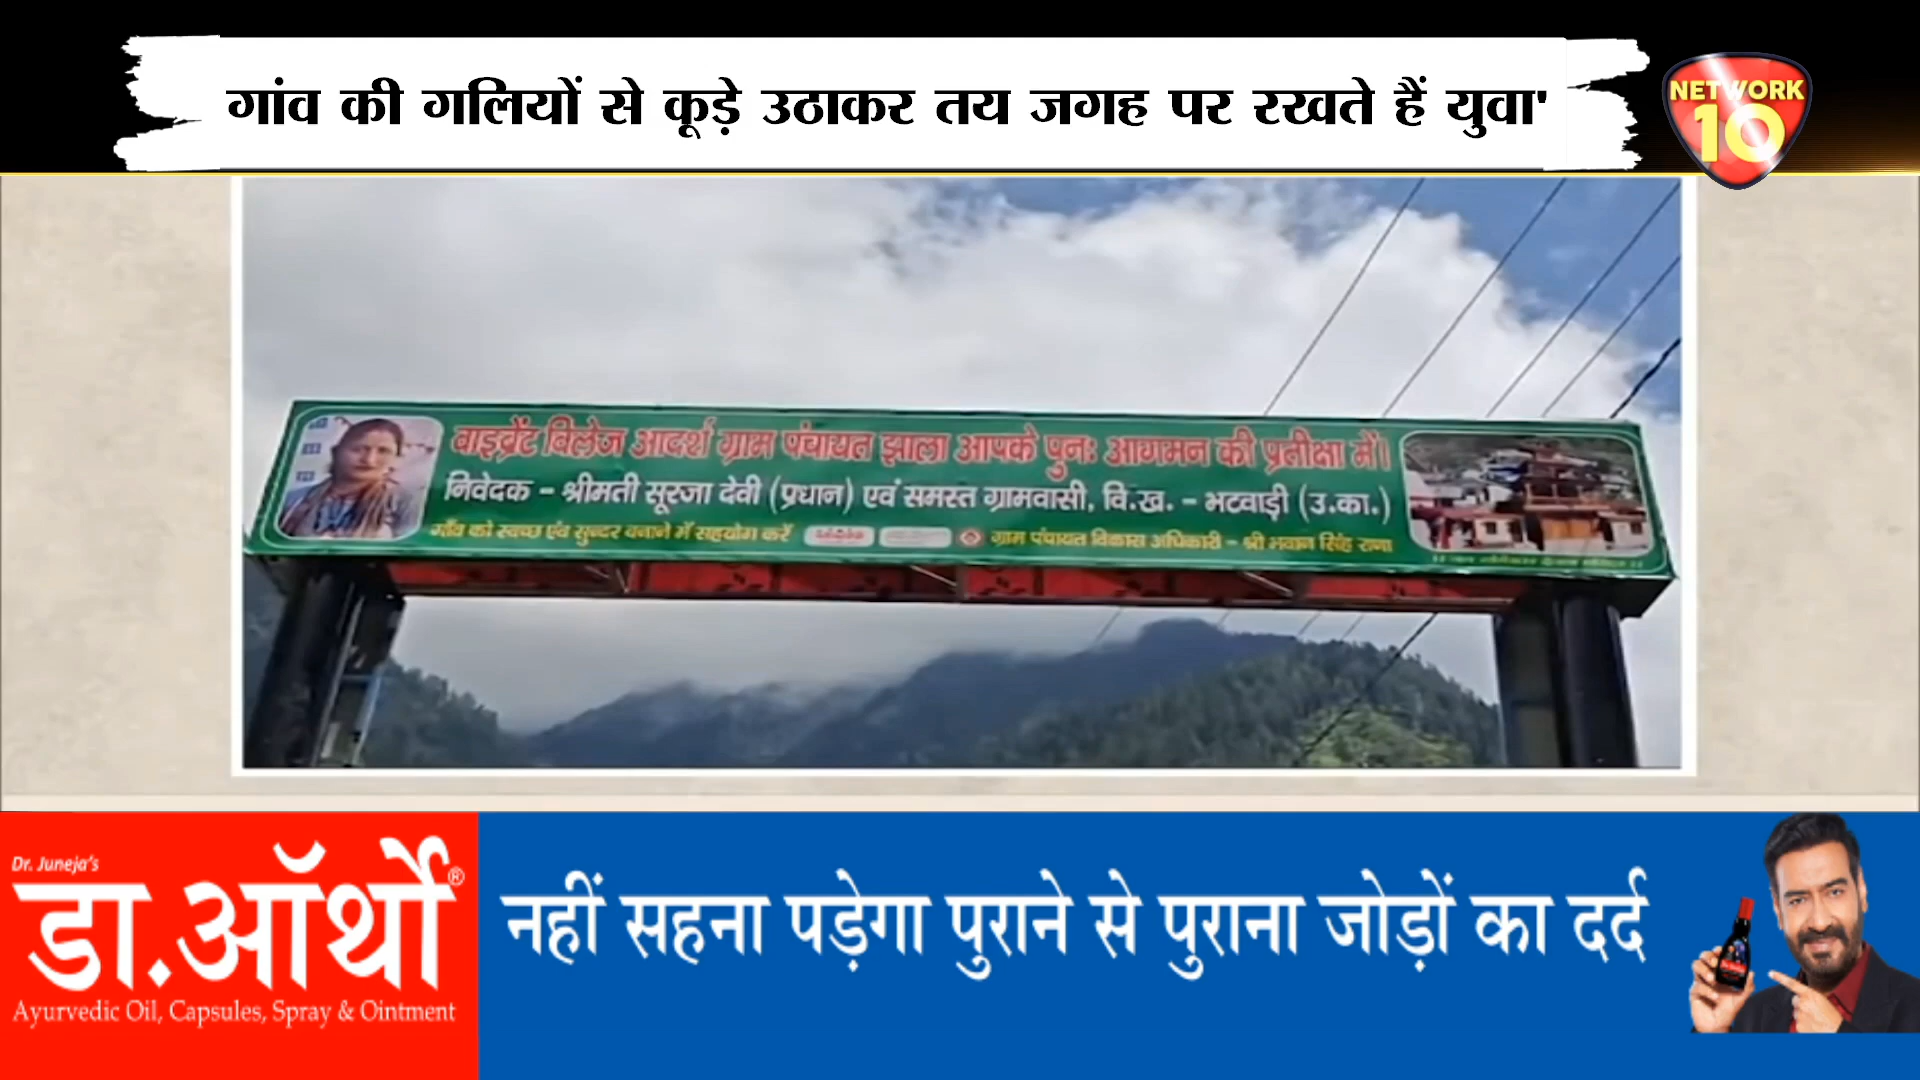 गांव की गलियों से कूड़े उठाकर तय जगह पर रखते हैं युवा'
NETWORK
10
वाइब्रेंट विलेज आदर्श ग्राम पंचायत झाला आपके पुनः आगमन की प्रतीक्षा में।
निवेदक - श्रीमती सूरजा देवी (प्रधान) एवं समस्त ग्रामवासी, वि.ख. - भटवाड़ी (उ.का.)
गाँव को स्वच्छ एंव सुन्दर बनाने में सहयोग करें
ग्राम पंचायत विकास अधिकारी - श्री भवान सिंह राणा
Dr. Juneja's
डा.ऑर्थो®
Ayurvedic Oil, Capsules, Spray & Ointment
नहीं सहना पड़ेगा पुराने से पुराना जोड़ों का दर्द